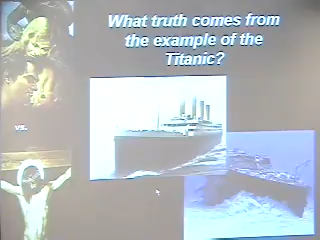 What truth comes from
the example of the
Titanic?
vs.